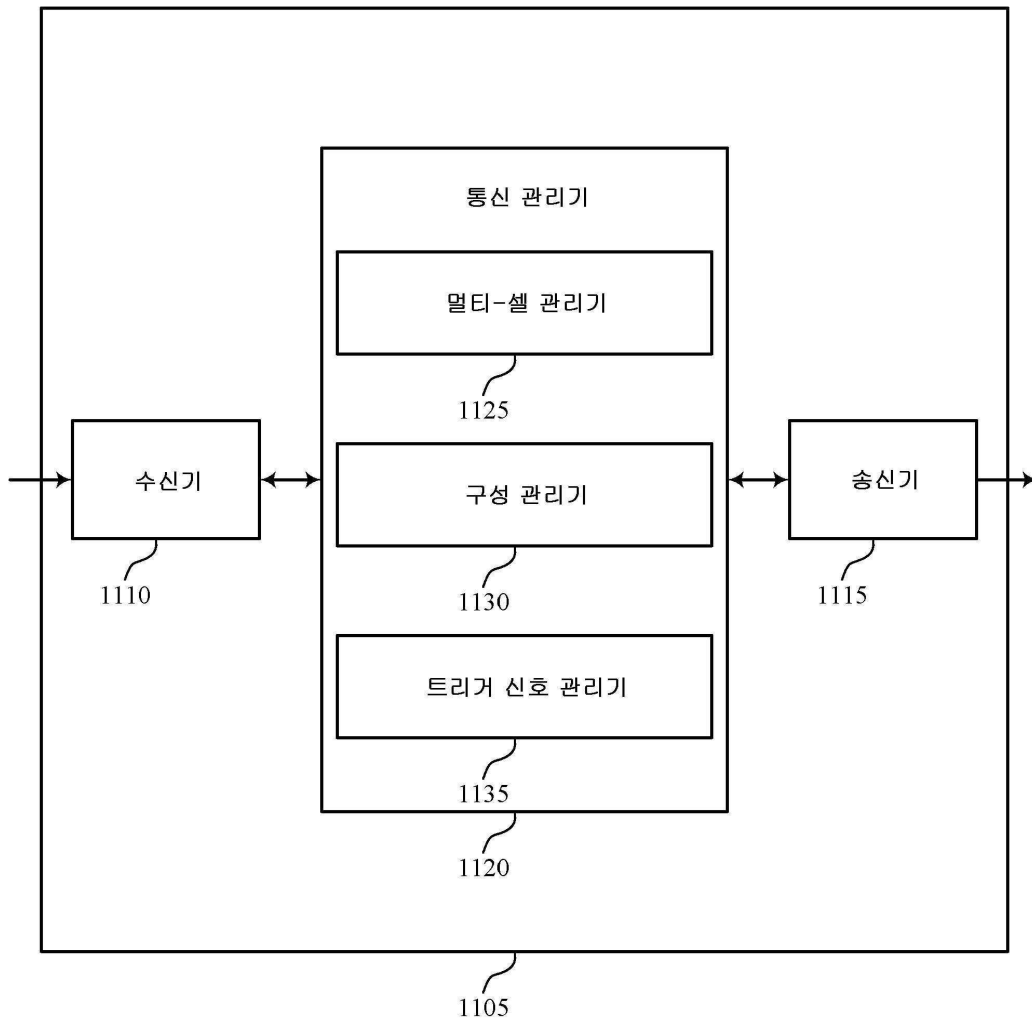 통신 관리기
멀티-셀 관리기
1125
수신기
1110
구성 관리기
1130
송신기
1115
트리거 신호 관리기
1135
1120
1105